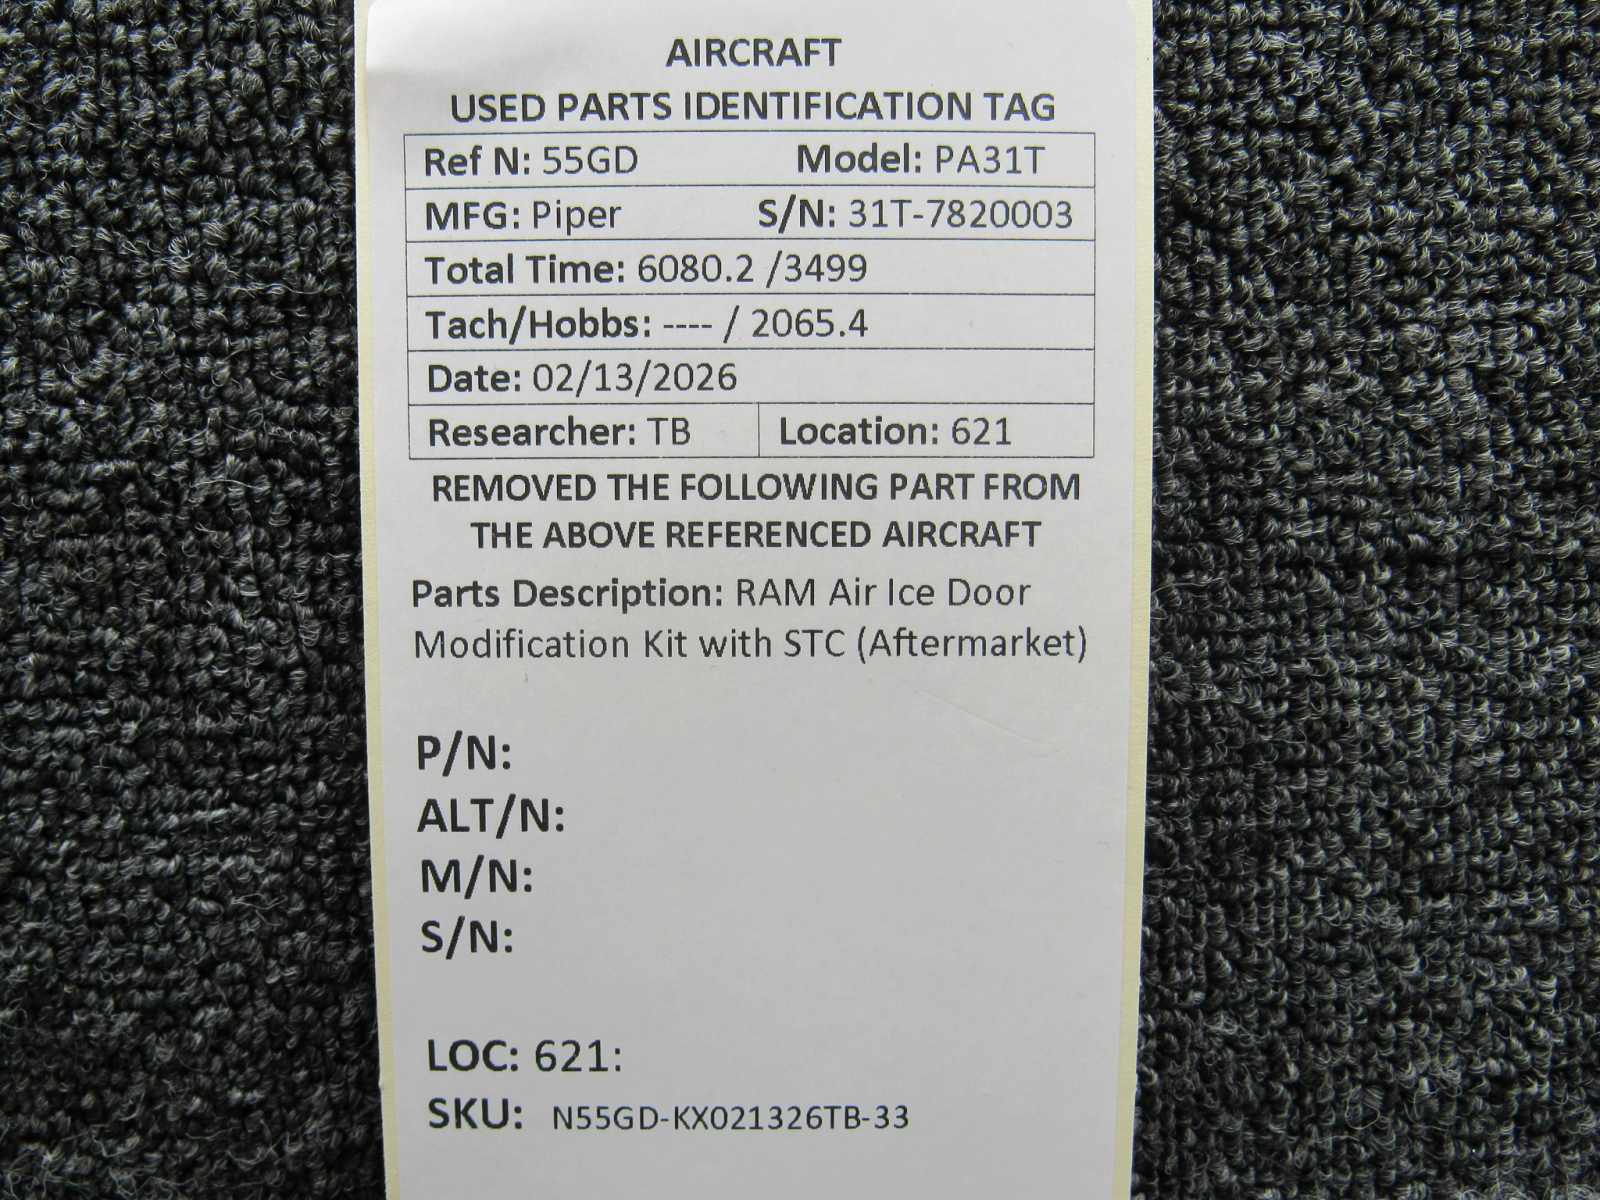 AIRCRAFT
USED PARTS IDENTIFICATION TAG
Ref N: 55GD Model: PA31T
MFG: Piper S/N: 31T-7820003
Total Time: 6080.2 /3499
Tach/Hobbs: ---- / 2065.4
Date: 02/13/2026
Researcher: TB Location: 621
REMOVED THE FOLLOWING PART FROM
THE ABOVE REFERENCED AIRCRAFT
Parts Description: RAM Air Ice Door
Modification Kit with STC (Aftermarket)
P/N:
ALT/N:
M/N:
S/N:
LOC: 621:
SKU: N55GD-KX021326TB-33